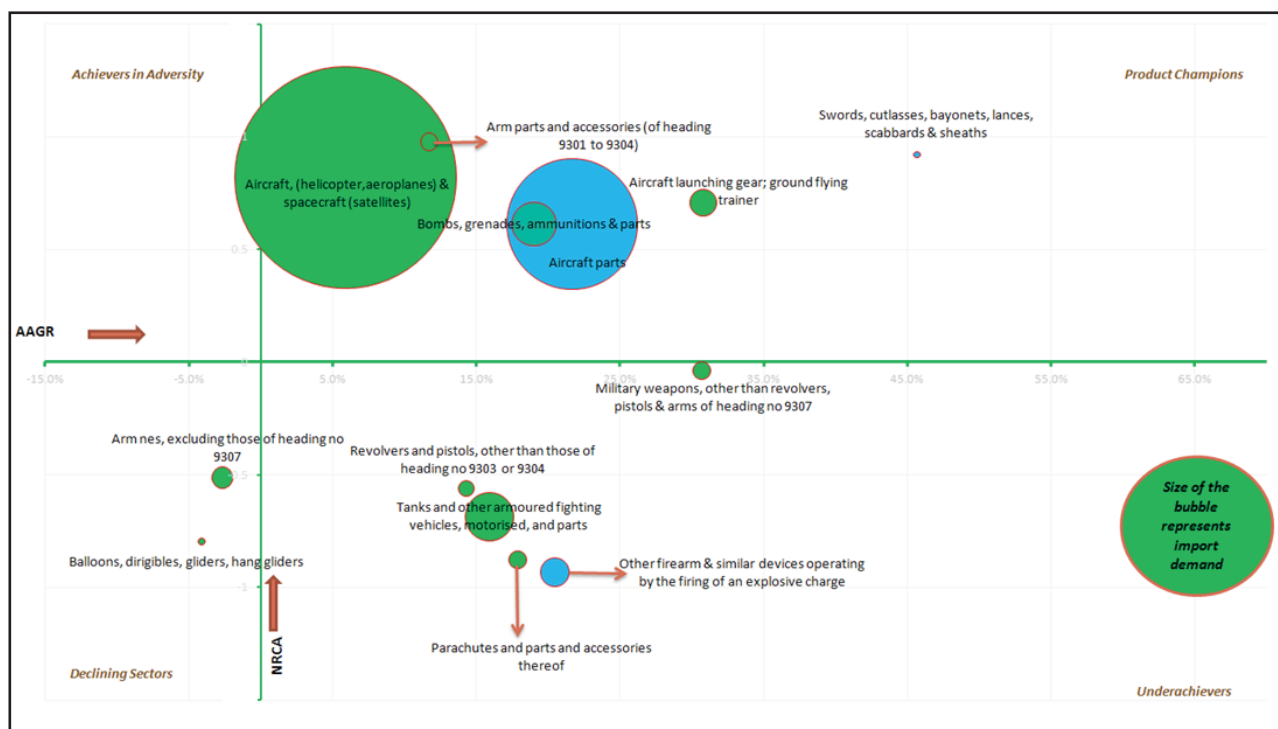 Achievers in Adversity
Product Champions
Swords, cutlasses, bayonets, lances,
scabbards & sheaths
Arm parts and accessories (of heading
9301 to 9304)
1
Aircraft, (helicopter,aeroplanes) &
spacecraft (satellites)
Aircraft launching gear; ground flying
trainer
Bombs, grenades, ammunitions & parts
0.5
Aircraft parts
AAGR
0
-15.0%
-5.0%
5.0%
15.0%
25.0%
35.0%
45.0%
55.0%
65.0%
Military weapons, other than revolvers,
pistols & arms of heading no 9307
Arm nes, excluding those of heading no
9307
Revolvers and pistols, other than those of
heading no 9303 or 9304
-0.5
Tanks and other armoured fighting
vehicles, motorised, and parts
Size of the
bubble
represents
import
demand
Balloons, dirigibles, gliders, hang gliders
Other firearm & similar devices operating
by the firing of an explosive charge
-1
NRCA
Parachutes and parts and accessories
thereof
Declining Sectors
Underachievers